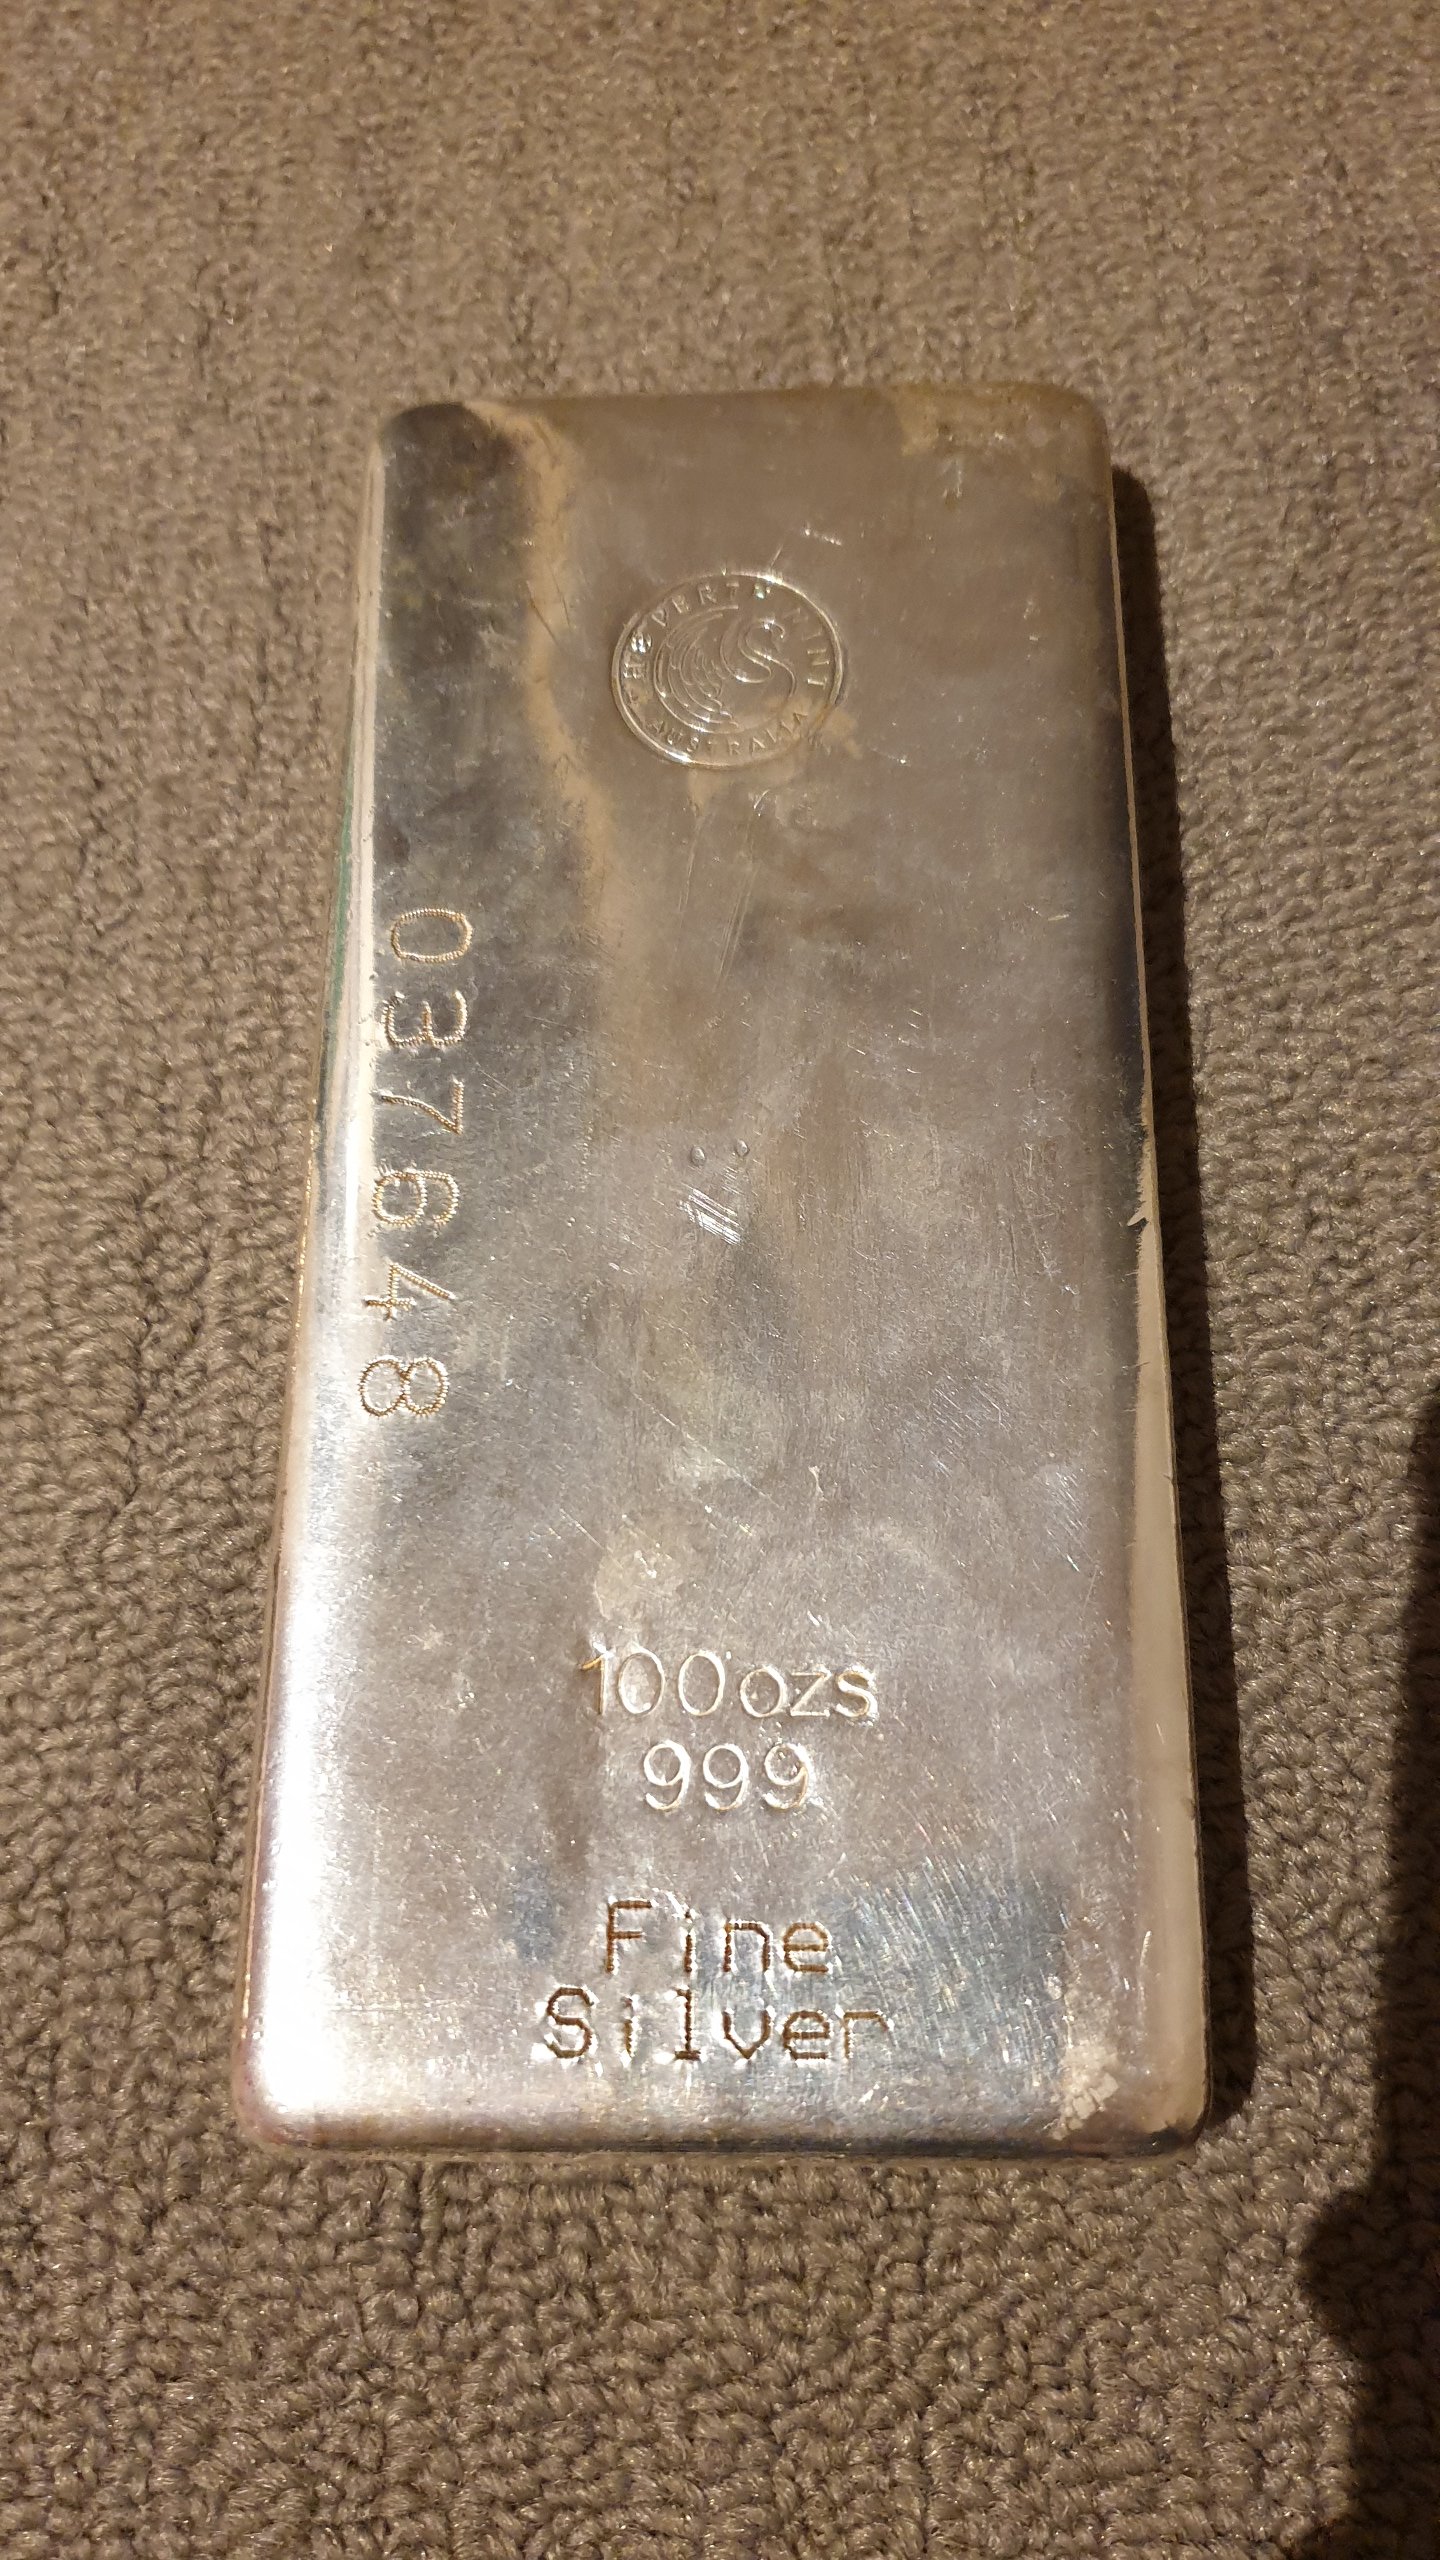 THE PERTH MINT
AUSTRALIA
037648
100ozs
999
Fine
Silver